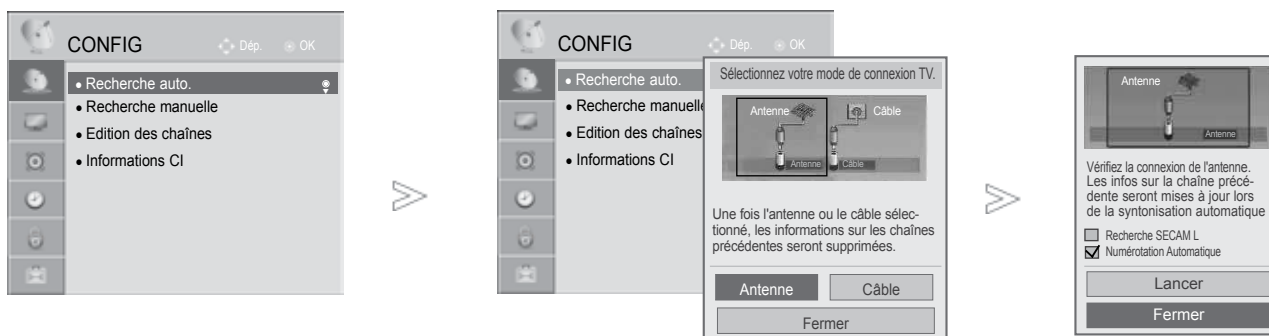 CONFIG
Dép. OK
• Recherche auto.
• Recherche manuelle
• Edition des chaînes
• Informations CI
CONFIG
Dép. OK
• Recherche auto.
• Recherche manuelle
• Edition des chaînes
• Informations CI
Sélectionnez votre mode de connexion TV.
Antenne Câble
Antenne Câble
Une fois l'antenne ou le câble sélec-
tionné, les informations sur les chaînes
précédentes seront supprimées.
Antenne Câble
Fermer
Antenne
Antenne
Vérifiez la connexion de l'antenne.
Les infos sur la chaîne précé-
dente seront mises à jour lors
de la syntonisation automatique
Recherche SECAM L
Numérotation Automatique
Lancer
Fermer